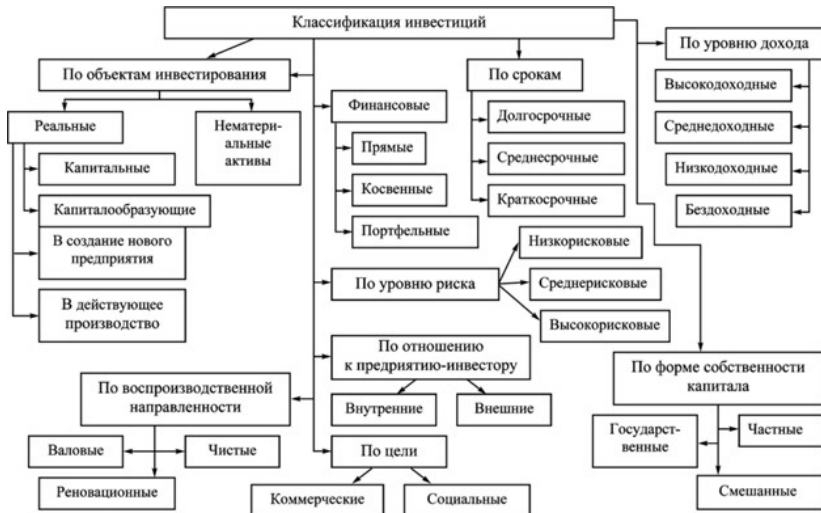 Классификация инвестиций
По объектам инвестирования
Реальные
Нематери-
альные
активы
Капитальные
Капиталообразующие
В создание нового
предприятия
В действующее
производство
Финансовые
Прямые
Косвенные
Портфельные
По срокам
Долгосрочные
Среднесрочные
Краткосрочные
По уровню дохода
Высокодоходные
Среднедоходные
Низкодоходные
Бездоходные
По уровню риска
Низкорисковые
Среднерисковые
Высокорисковые
По отношению
к предприятию-инвестору
Внутренние
Внешние
По форме собственности
капитала
Государст-
венные
Частные
Смешанные
По воспроизводственной
направленности
Валовые
Чистые
Реновационные
По цели
Коммерческие
Социальные